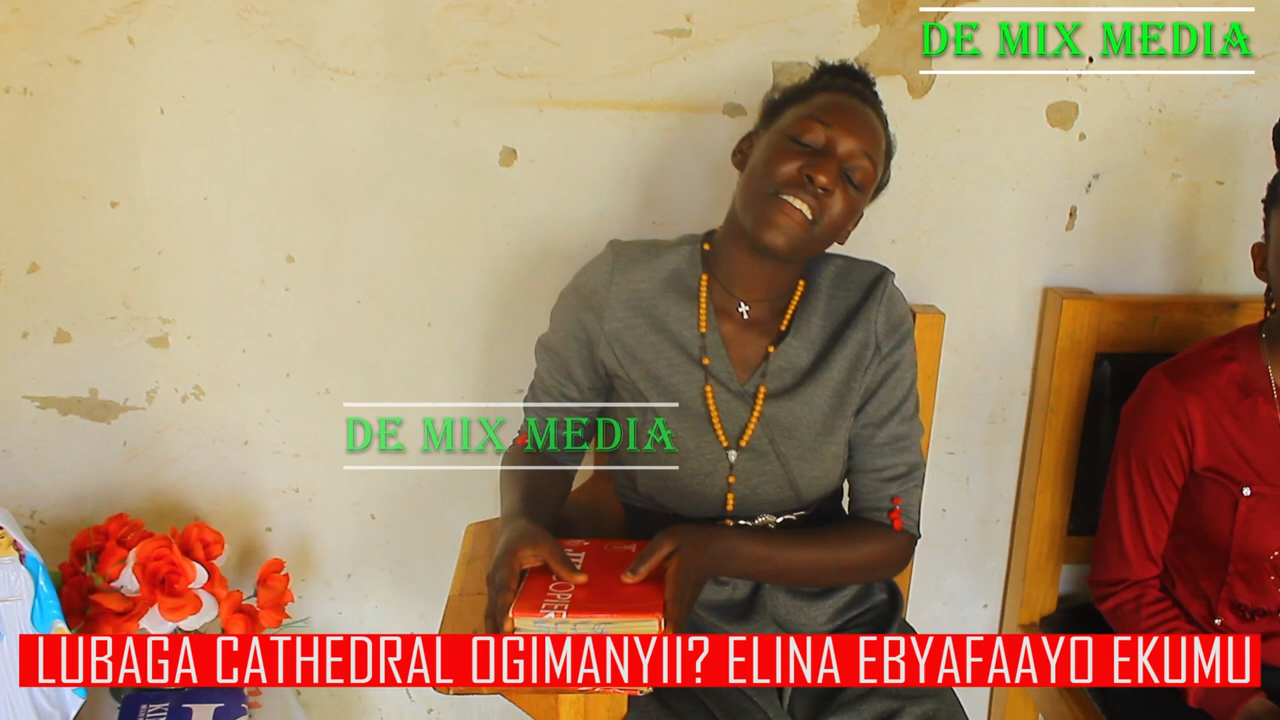 DE MIX MEDIA
DE MIX MEDIA
LUBAGA CATHEDRAL OGIMANYII? ELINA EBYAFAAYO EKUMU